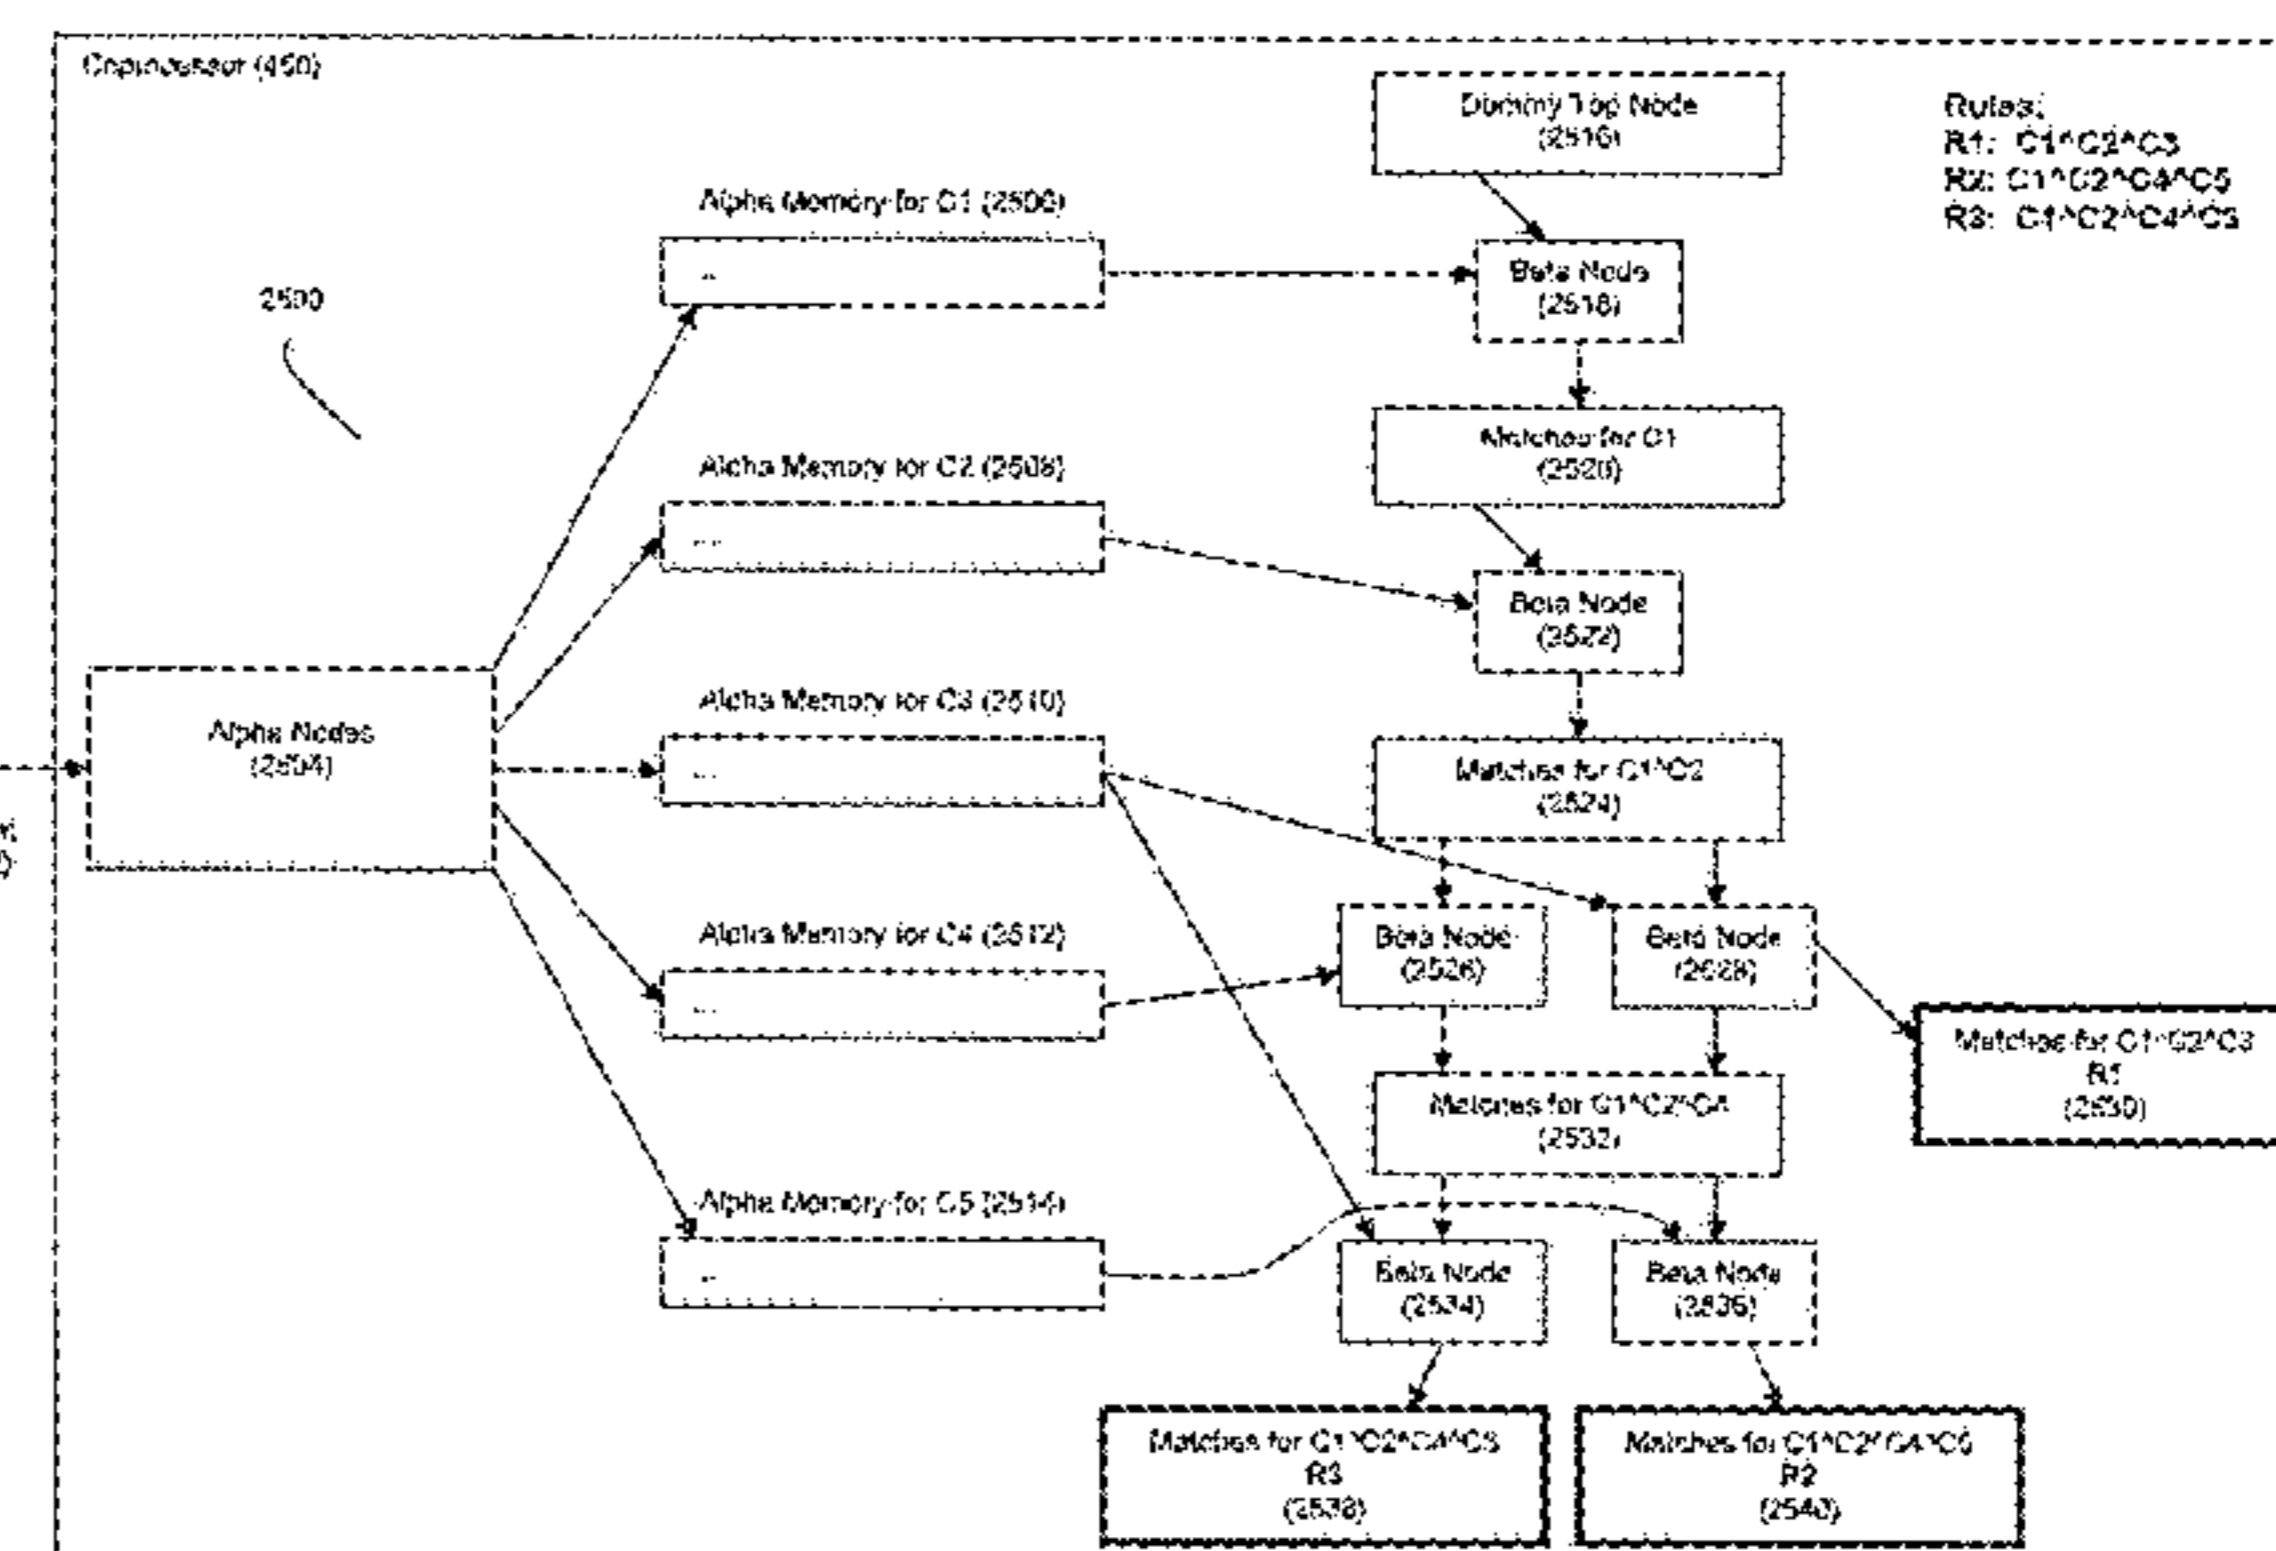 Coprocessor (450)
Dummy Top Node
(2516)
Rules:
R1: C1^C2^C3
R2: C1^C2^C4^C5
R3: C1^C2^C4^C3
Alpha Memory for C1 (2506)
...
Beta Node
(2518)
2500
Matches for C1
(2520)
Alpha Memory for C2 (2508)
...
Beta Node
(2522)
Alpha Nodes
(2504)
Alpha Memory for C3 (2510)
...
Matches for C1^C2
(2524)
Alpha Memory for C4 (2512)
...
Beta Node
(2526)
Beta Node
(2528)
Matches for C1^C2^C3
R1
(2530)
Matches for C1^C2^C4
(2532)
Alpha Memory for C5 (2514)
...
Beta Node
(2534)
Beta Node
(2536)
Matches for C1^C2^C4^C3
R3
(2538)
Matches for C1^C2^C4^C5
R2
(2540)